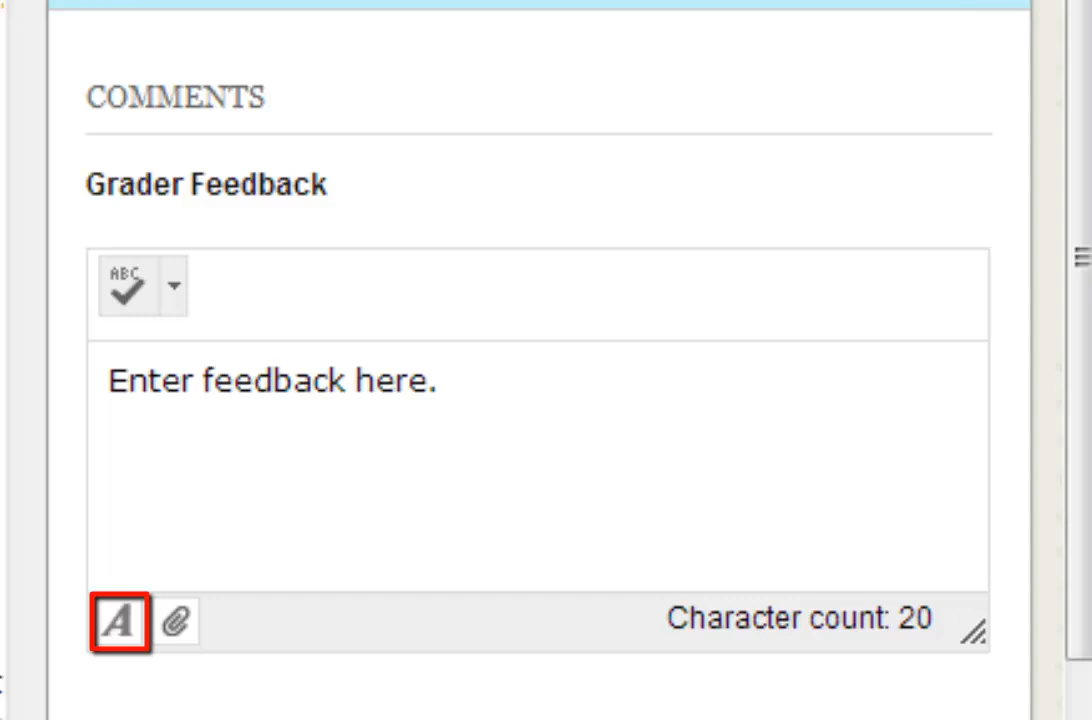 COMMENTS
Grader Feedback
ABC
Enter feedback here.
A
Character count: 20